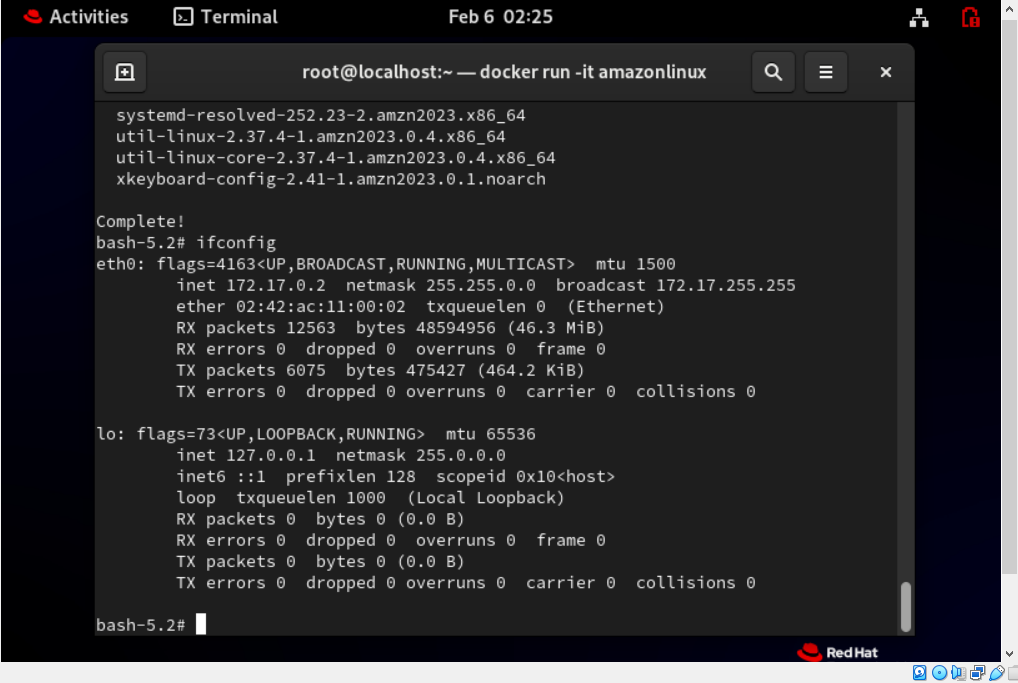 Activities Terminal Feb 6 02:25
root@localhost:~ — docker run -it amazonlinux
systemd-resolved-252.23-2.amzn2023.x86_64
util-linux-2.37.4-1.amzn2023.0.4.x86_64
util-linux-core-2.37.4-1.amzn2023.0.4.x86_64
xkeyboard-config-2.41-1.amzn2023.0.1.noarch
Complete!
bash-5.2# ifconfig
eth0: flags=4163<UP,BROADCAST,RUNNING,MULTICAST>  mtu 1500
inet 172.17.0.2  netmask 255.255.0.0  broadcast 172.17.255.255
ether 02:42:ac:11:00:02  txqueuelen 0  (Ethernet)
RX packets 12563  bytes 48594956 (46.3 MiB)
RX errors 0  dropped 0  overruns 0  frame 0
TX packets 6075  bytes 475427 (464.2 KiB)
TX errors 0  dropped 0 overruns 0  carrier 0  collisions 0
lo: flags=73<UP,LOOPBACK,RUNNING>  mtu 65536
inet 127.0.0.1  netmask 255.0.0.0
inet6 ::1  prefixlen 128  scopeid 0x10<host>
loop  txqueuelen 1000  (Local Loopback)
RX packets 0  bytes 0 (0.0 B)
RX errors 0  dropped 0  overruns 0  frame 0
TX packets 0  bytes 0 (0.0 B)
TX errors 0  dropped 0 overruns 0  carrier 0  collisions 0
bash-5.2#
Red Hat